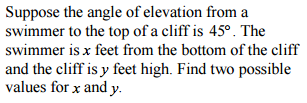 Suppose the angle of elevation from a
swimmer to the top of a cliff is 45°. The
swimmer is x feet from the bottom of the cliff
and the cliff is y feet high. Find two possible
values for x and y.